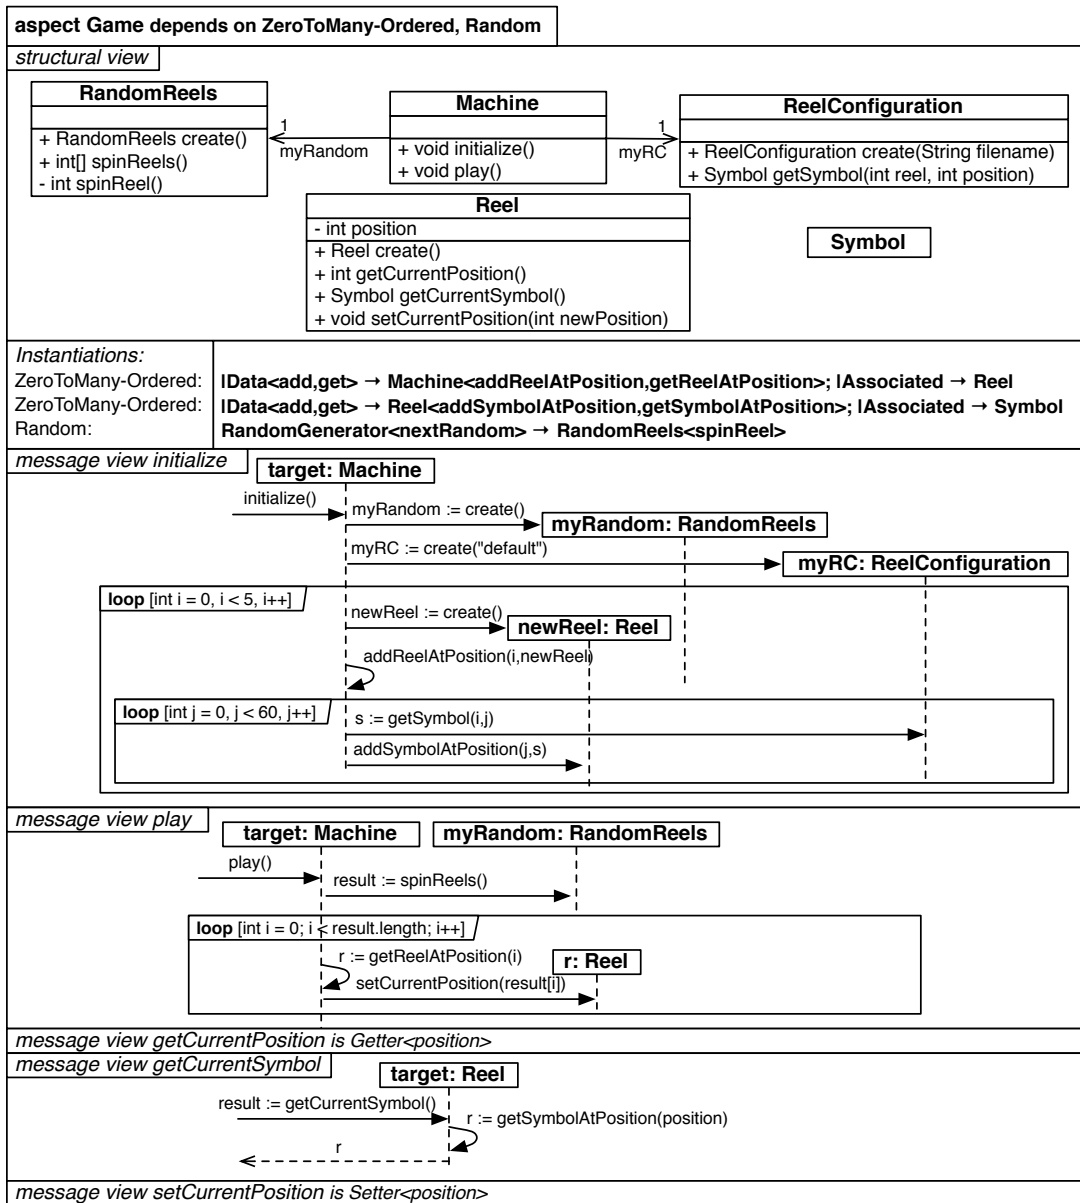 aspect Game depends on ZeroToMany-Ordered, Random
structural view
RandomReels
+ RandomReels create()
+ int[] spinReels()
- int spinReel()
1
myRandom
Machine
+ void initialize()
+ void play()
1
myRC
ReelConfiguration
+ ReelConfiguration create(String filename)
+ Symbol getSymbol(int reel, int position)
Reel
- int position
+ Reel create()
+ int getCurrentPosition()
+ Symbol getCurrentSymbol()
+ void setCurrentPosition(int newPosition)
Symbol
Instantiations:
ZeroToMany-Ordered: |Data<add,get> → Machine<addReelAtPosition,getReelAtPosition>; |Associated → Reel
ZeroToMany-Ordered: |Data<add,get> → Reel<addSymbolAtPosition,getSymbolAtPosition>; |Associated → Symbol
Random: RandomGenerator<nextRandom> → RandomReels<spinReel>
message view initialize
target: Machine
initialize()
myRandom := create()
myRandom: RandomReels
myRC := create("default")
myRC: ReelConfiguration
loop [int i = 0, i < 5, i++]
newReel := create()
newReel: Reel
addReelAtPosition(i,newReel)
loop [int j = 0, j < 60, j++]
s := getSymbol(i,j)
addSymbolAtPosition(j,s)
message view play
target: Machine
myRandom: RandomReels
play()
result := spinReels()
loop [int i = 0; i < result.length; i++]
r := getReelAtPosition(i)
r: Reel
setCurrentPosition(result[i])
message view getCurrentPosition is Getter<position>
message view getCurrentSymbol
target: Reel
result := getCurrentSymbol()
r := getSymbolAtPosition(position)
r
message view setCurrentPosition is Setter<position>